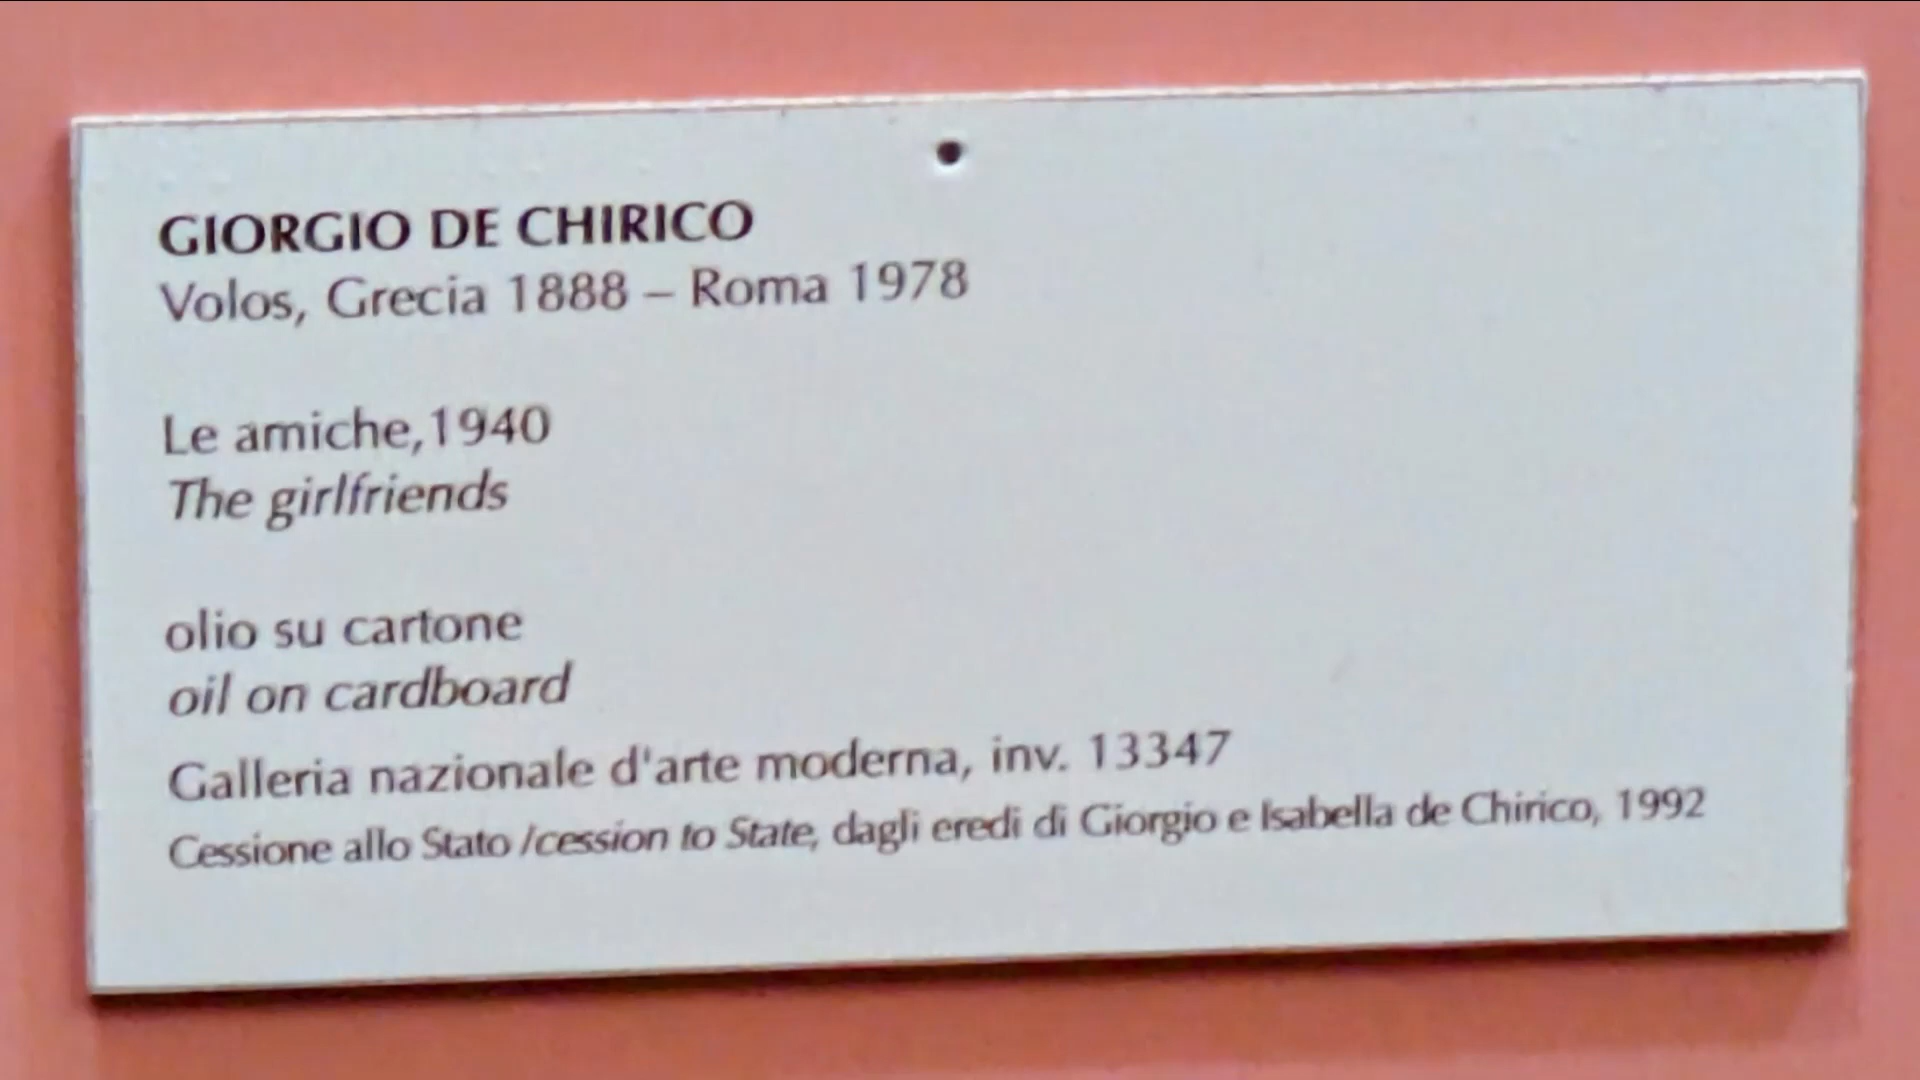 GIORGIO DE CHIRICO
Volos, Grecia 1888 – Roma 1978
Le amiche,1940
The girlfriends
olio su cartone
oil on cardboard
Galleria nazionale d'arte moderna, inv. 13347
Cessione allo Stato /cession to State, dagli eredi di Giorgio e Isabella de Chirico, 1992